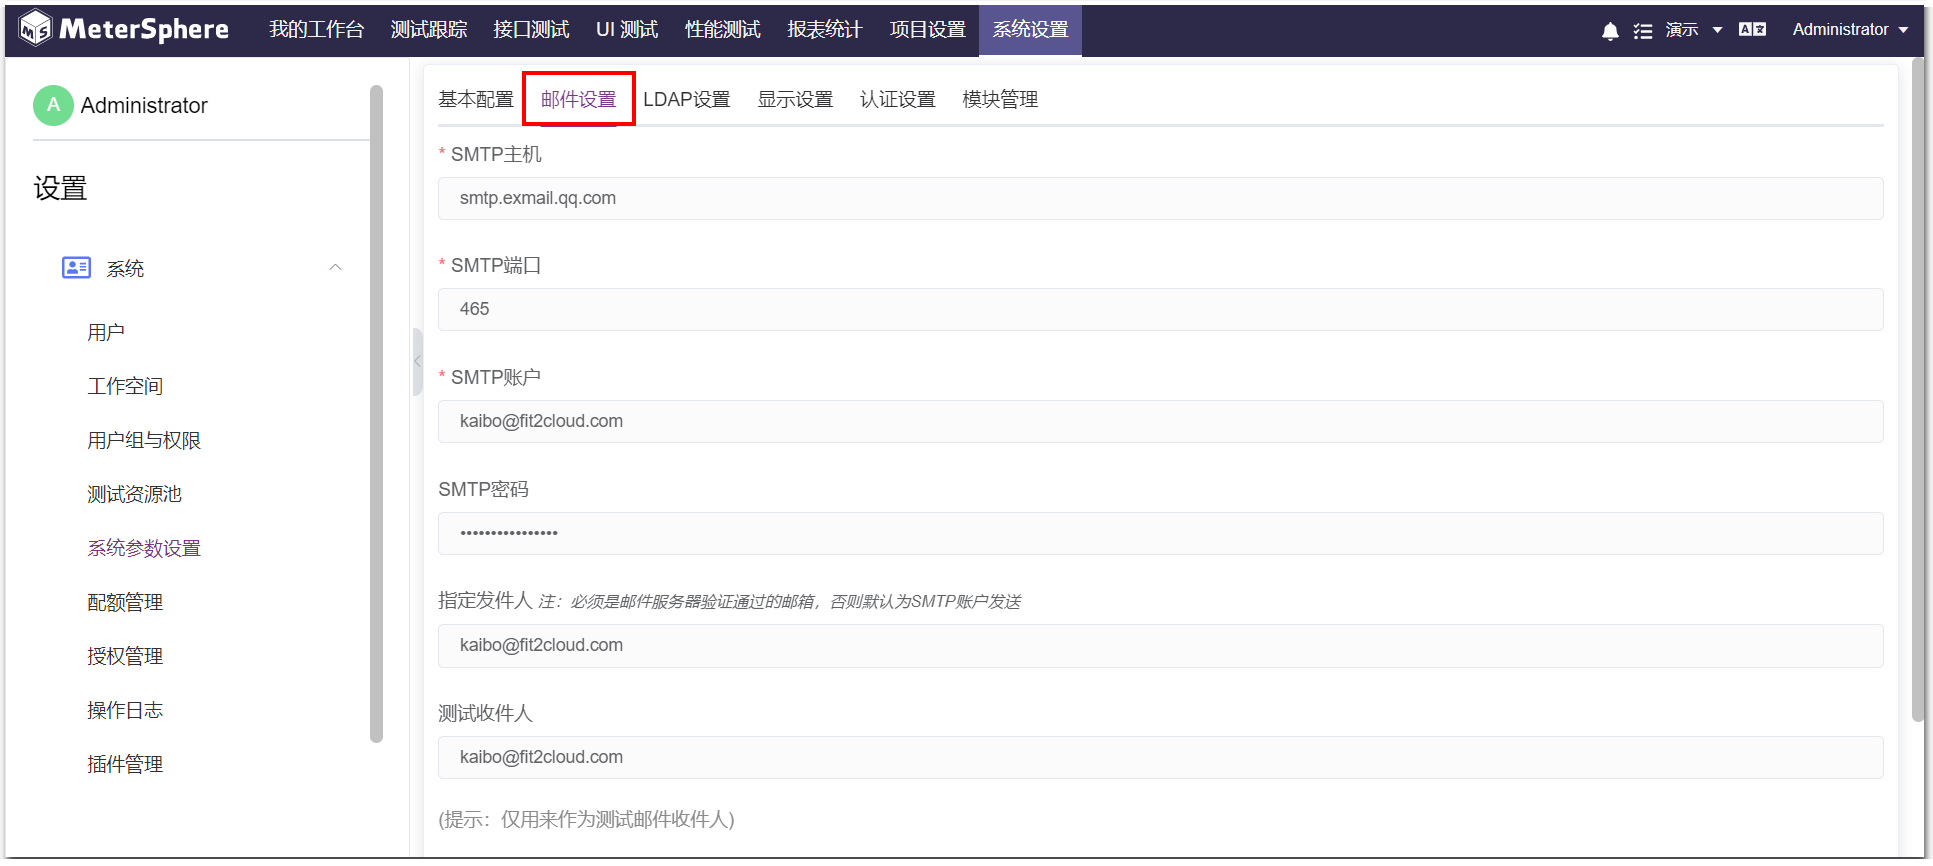 MeterSphere 我的工作台 测试跟踪 接口测试 UI 测试 性能测试 报表统计 项目设置 系统设置 演示 Administrator
A Administrator
设置
系统
用户
工作空间
用户组与权限
测试资源池
系统参数设置
配额管理
授权管理
操作日志
插件管理
基本配置 邮件设置 LDAP设置 显示设置 认证设置 模块管理
* SMTP主机
smtp.exmail.qq.com
* SMTP端口
465
* SMTP账户
kaibo@fit2cloud.com
SMTP密码
••••••••••••••••
指定发件人 注：必须是邮件服务器验证通过的邮箱，否则默认为SMTP账户发送
kaibo@fit2cloud.com
测试收件人
kaibo@fit2cloud.com
(提示：仅用来作为测试邮件收件人)